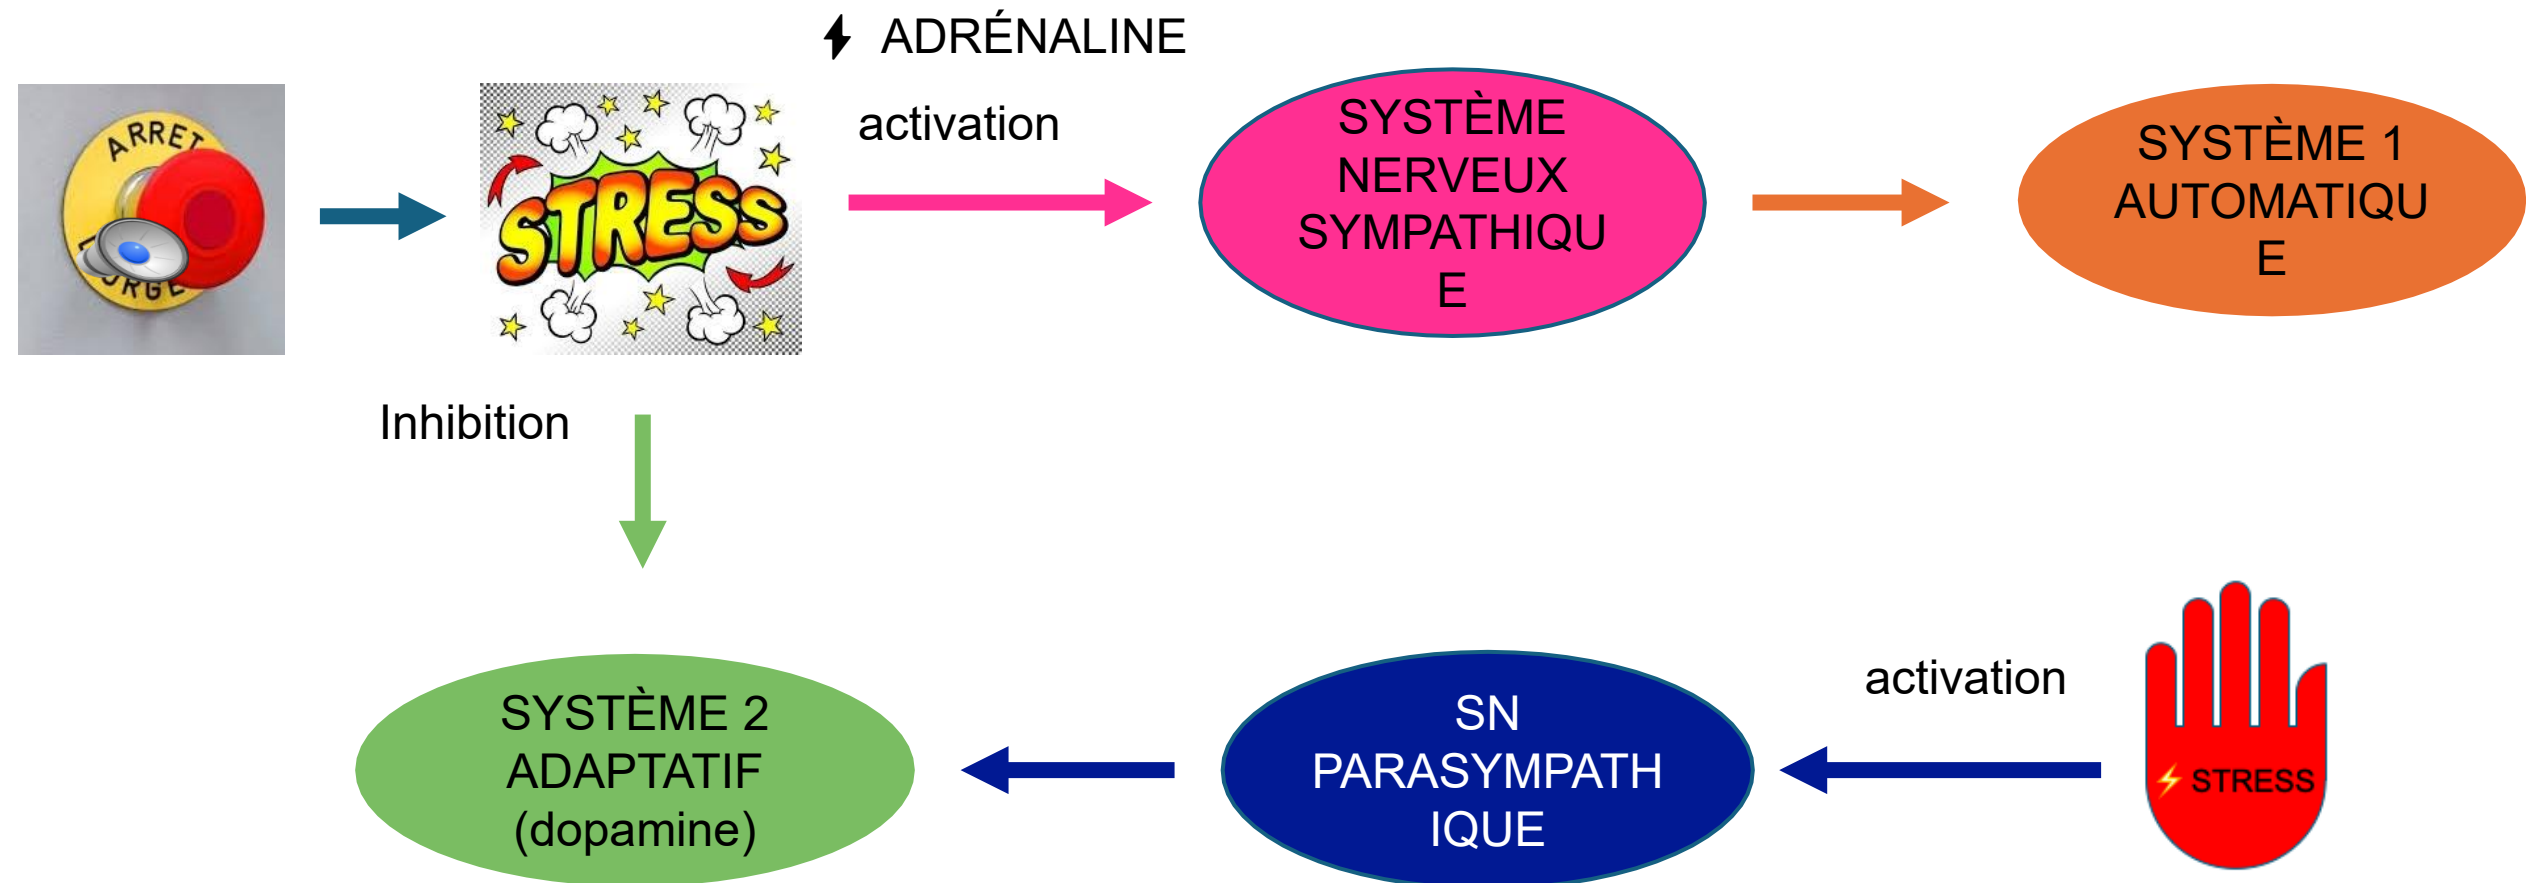 ADRÉNALINE
activation
ARRET
STRESS
SYSTÈME
NERVEUX
SYMPATHIQU
E
SYSTÈME 1
AUTOMATIQU
E
Inhibition
SYSTÈME 2
ADAPTATIF
(dopamine)
SN
PARASYMPATH
IQUE
activation
STRESS